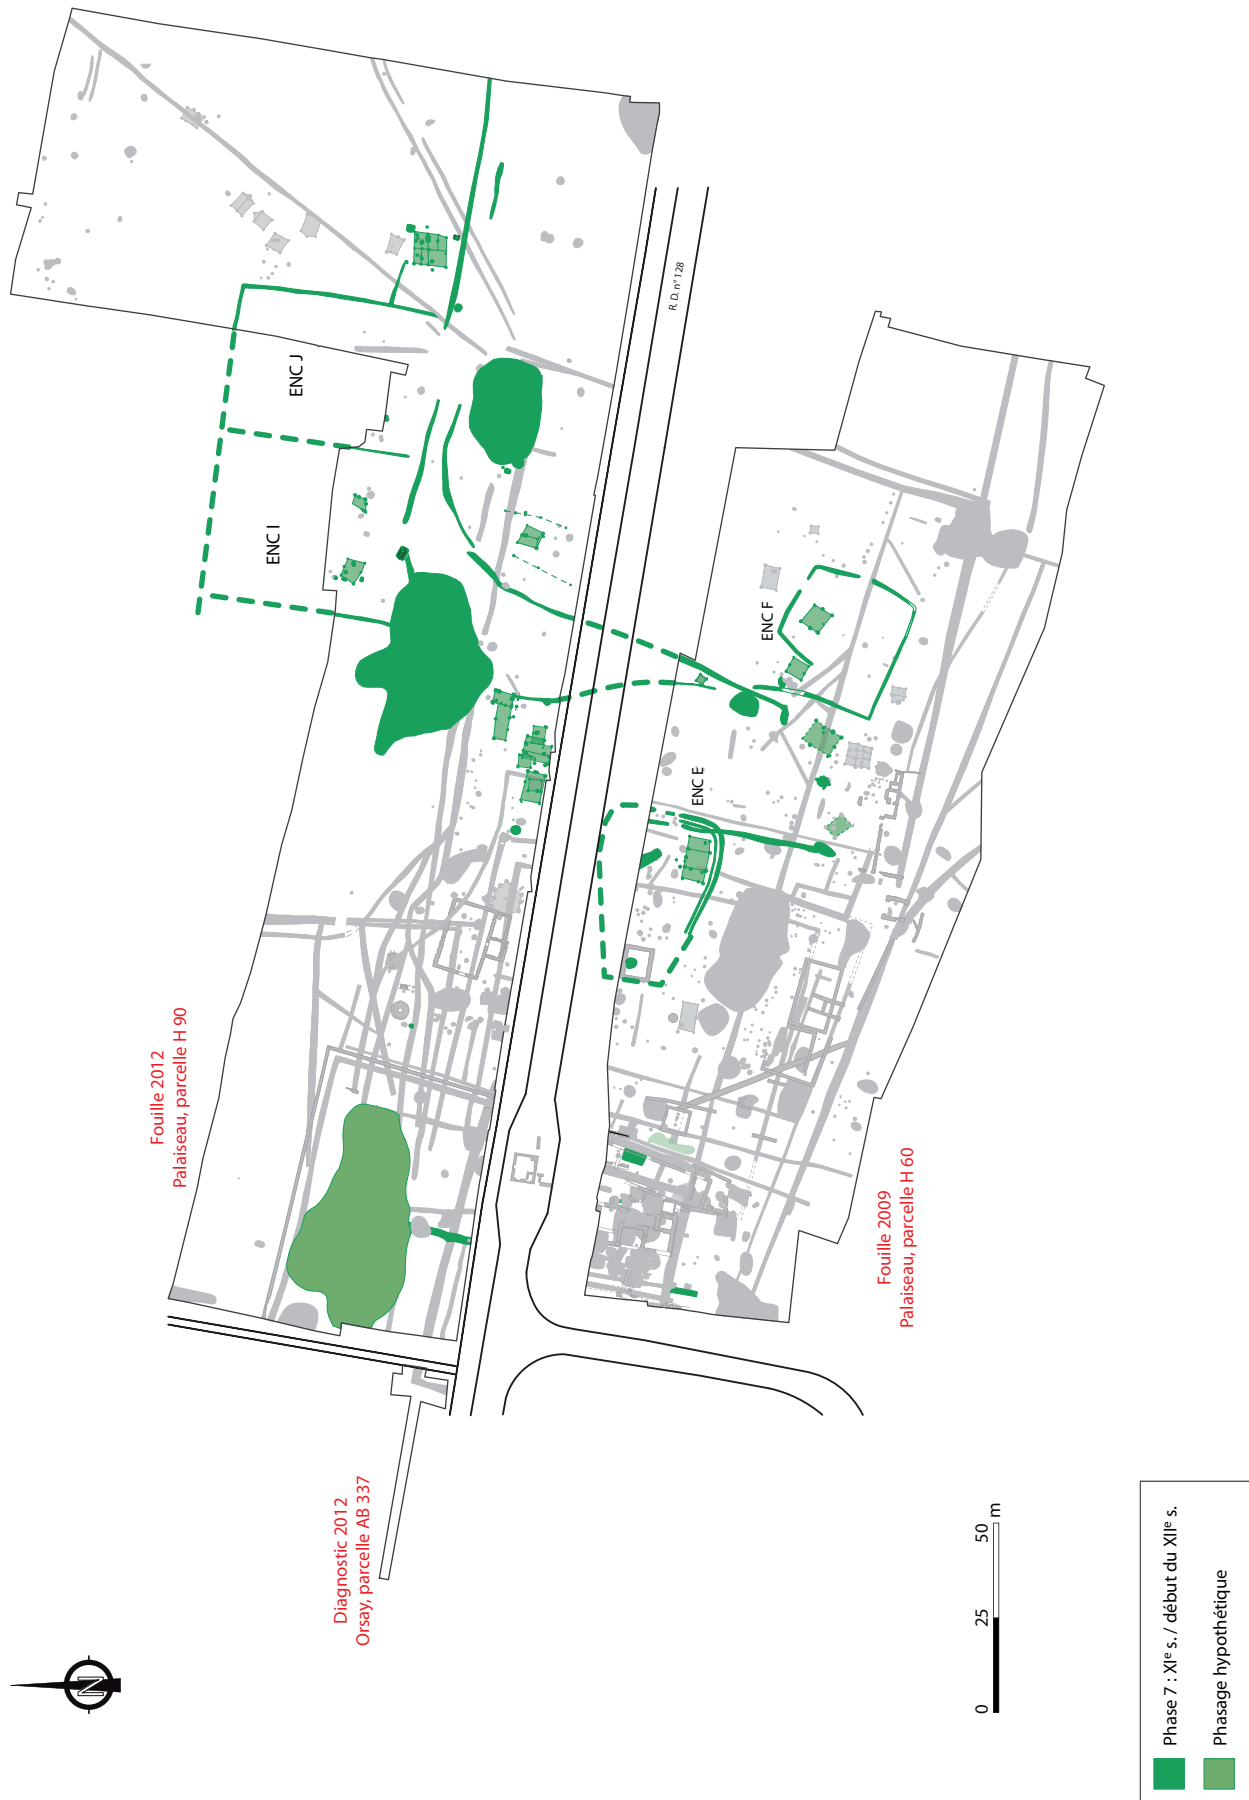 Fouille 2012
Palaiseau, parcelle H 90
Diagnostic 2012
Orsay, parcelle AB 337
ENC I
ENC J
R. D. n° 128
ENC E
ENC F
Fouille 2009
Palaiseau, parcelle H 60
N
0 25 50 m
Phase 7 : XIᵉ s. / début du XIIᵉ s.
Phasage hypothétique